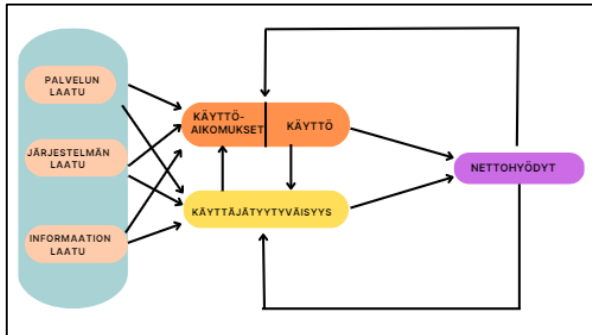 PALVELUN
LAATU
JÄRJESTELMÄN
LAATU
INFORMAATION
LAATU
KÄYTTÖ-
AIKOMUKSET
KÄYTTÖ
KÄYTTÄJÄTYYTYVÄISYYS
NETTOHYÖDYT